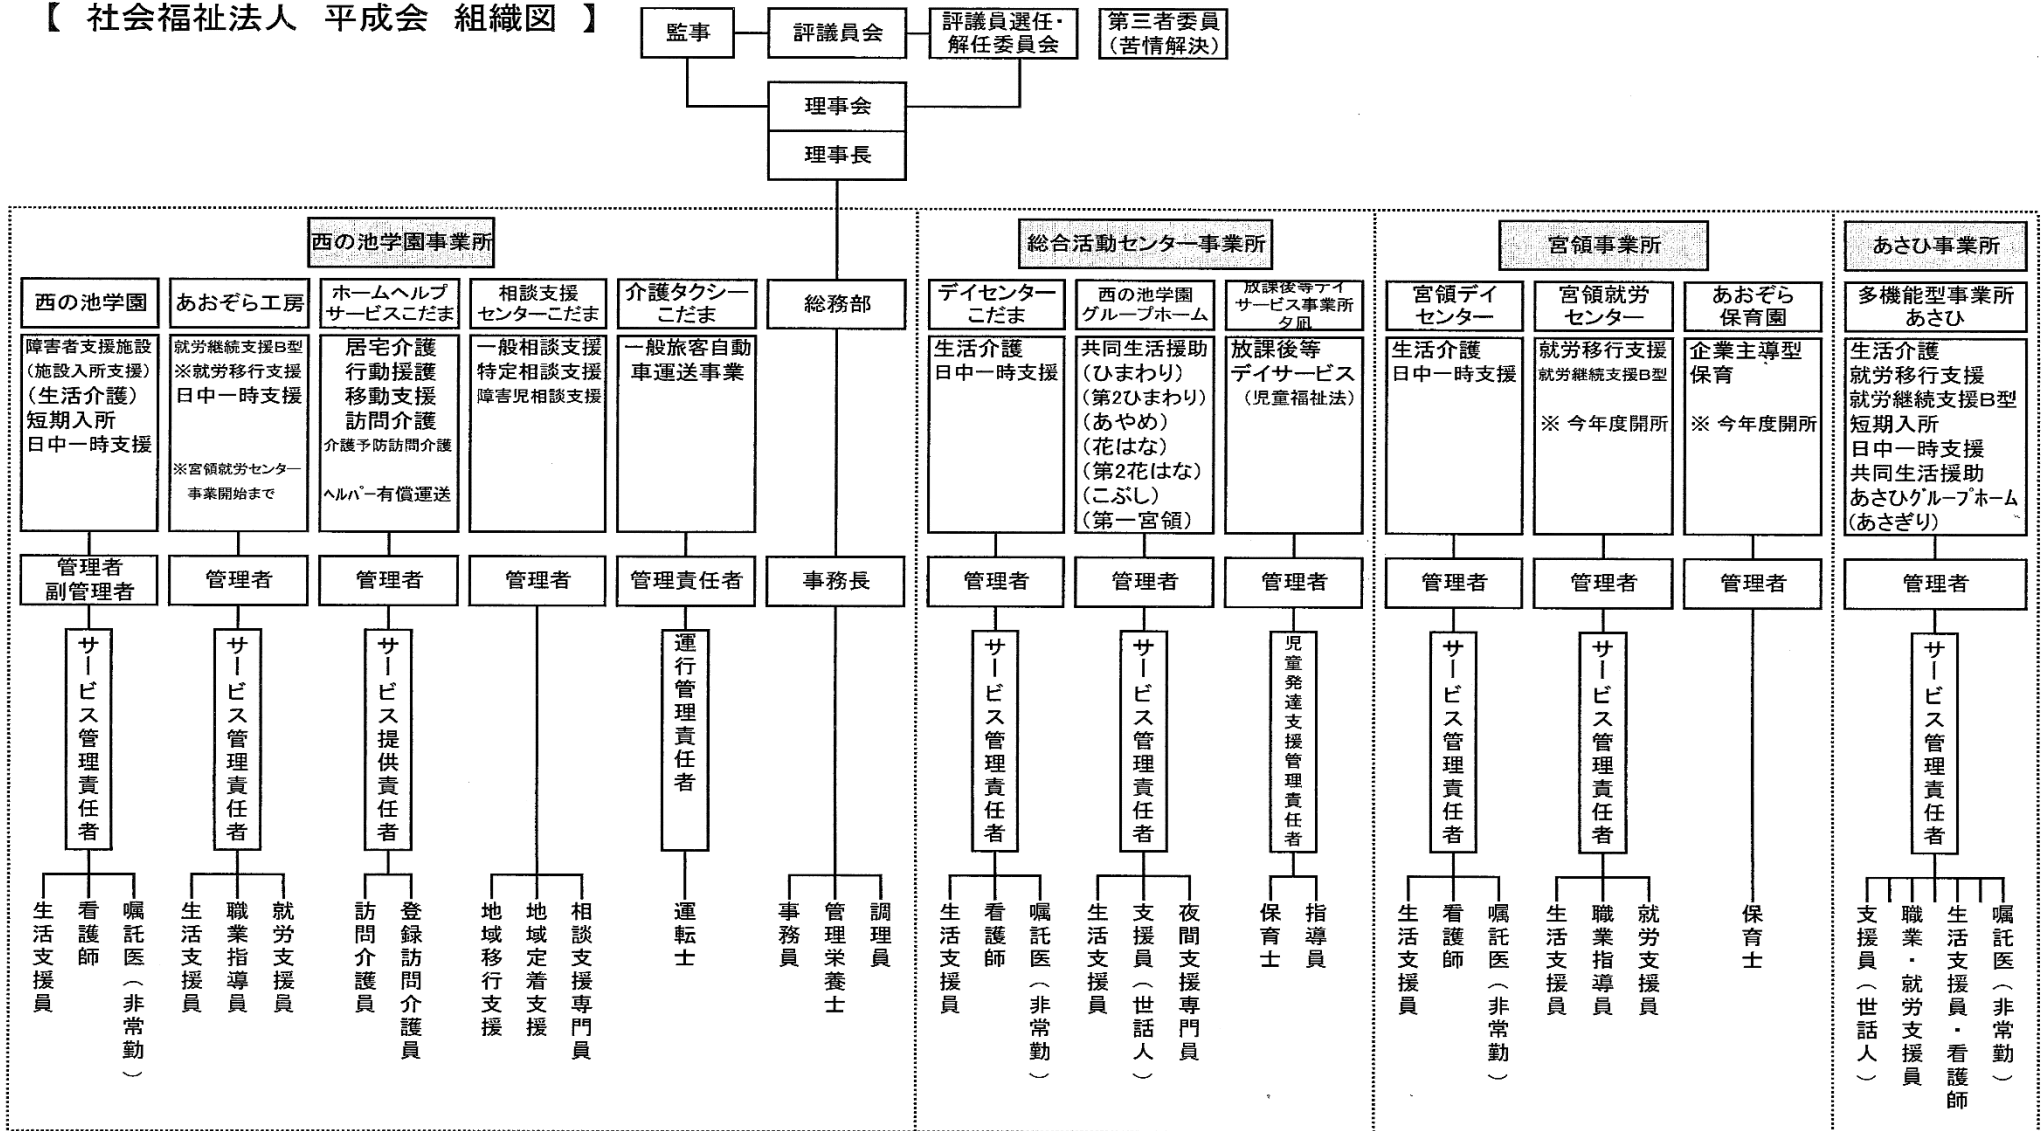 【 社会福祉法人 平成会 組織図 】
監事
評議員会
評議員選任・
解任委員会
第三者委員
（苦情解決）
理事会
理事長
西の池学園事業所
西の池学園
障害者支援施設
（施設入所支援）
（生活介護）
短期入所
日中一時支援
管理者
副管理者
サービス管理責任者
生活支援員
看護師
嘱託医（非常勤）
あおぞら工房
就労継続支援B型
※就労移行支援
日中一時支援
※宮領就労センター
事業開始まで
管理者
サービス管理責任者
生活支援員
職業指導員
就労支援員
ホームヘルプ
サービスこだま
居宅介護
行動援護
移動支援
訪問介護
介護予防訪問介護
ヘルパー有償運送
管理者
サービス提供責任者
訪問介護員
登録訪問介護員
相談支援
センターこだま
一般相談支援
特定相談支援
障害児相談支援
管理者
地域移行支援
地域定着支援
相談支援専門員
介護タクシー
こだま
一般旅客自動
車運送事業
管理責任者
運行管理責任者
運転士
総務部
事務長
事務員
管理栄養士
調理員
総合活動センター事業所
デイセンター
こだま
生活介護
日中一時支援
管理者
サービス管理責任者
生活支援員
看護師
嘱託医（非常勤）
西の池学園
グループホーム
共同生活援助
（ひまわり）
（第2ひまわり）
（あやめ）
（花はな）
（第2花はな）
（こぶし）
（第一宮領）
管理者
サービス管理責任者
生活支援員
支援員（世話人）
夜間支援専門員
放課後等デイ
サービス事業所
夕凪
放課後等
デイサービス
（児童福祉法）
管理者
児童発達支援管理責任者
保育士
指導員
宮領事業所
宮領デイ
センター
生活介護
日中一時支援
管理者
サービス管理責任者
生活支援員
看護師
嘱託医（非常勤）
宮領就労
センター
就労移行支援
就労継続支援B型
※ 今年度開所
管理者
サービス管理責任者
生活支援員
職業指導員
就労支援員
あおぞら
保育園
企業主導型
保育
※ 今年度開所
管理者
保育士
あさひ事業所
多機能型事業所
あさひ
生活介護
就労移行支援
就労継続支援B型
短期入所
日中一時支援
共同生活援助
あさひグループホーム
（あさぎり）
管理者
サービス管理責任者
支援員（世話人）
職業・就労支援員
生活支援員・看護師
嘱託医（非常勤）